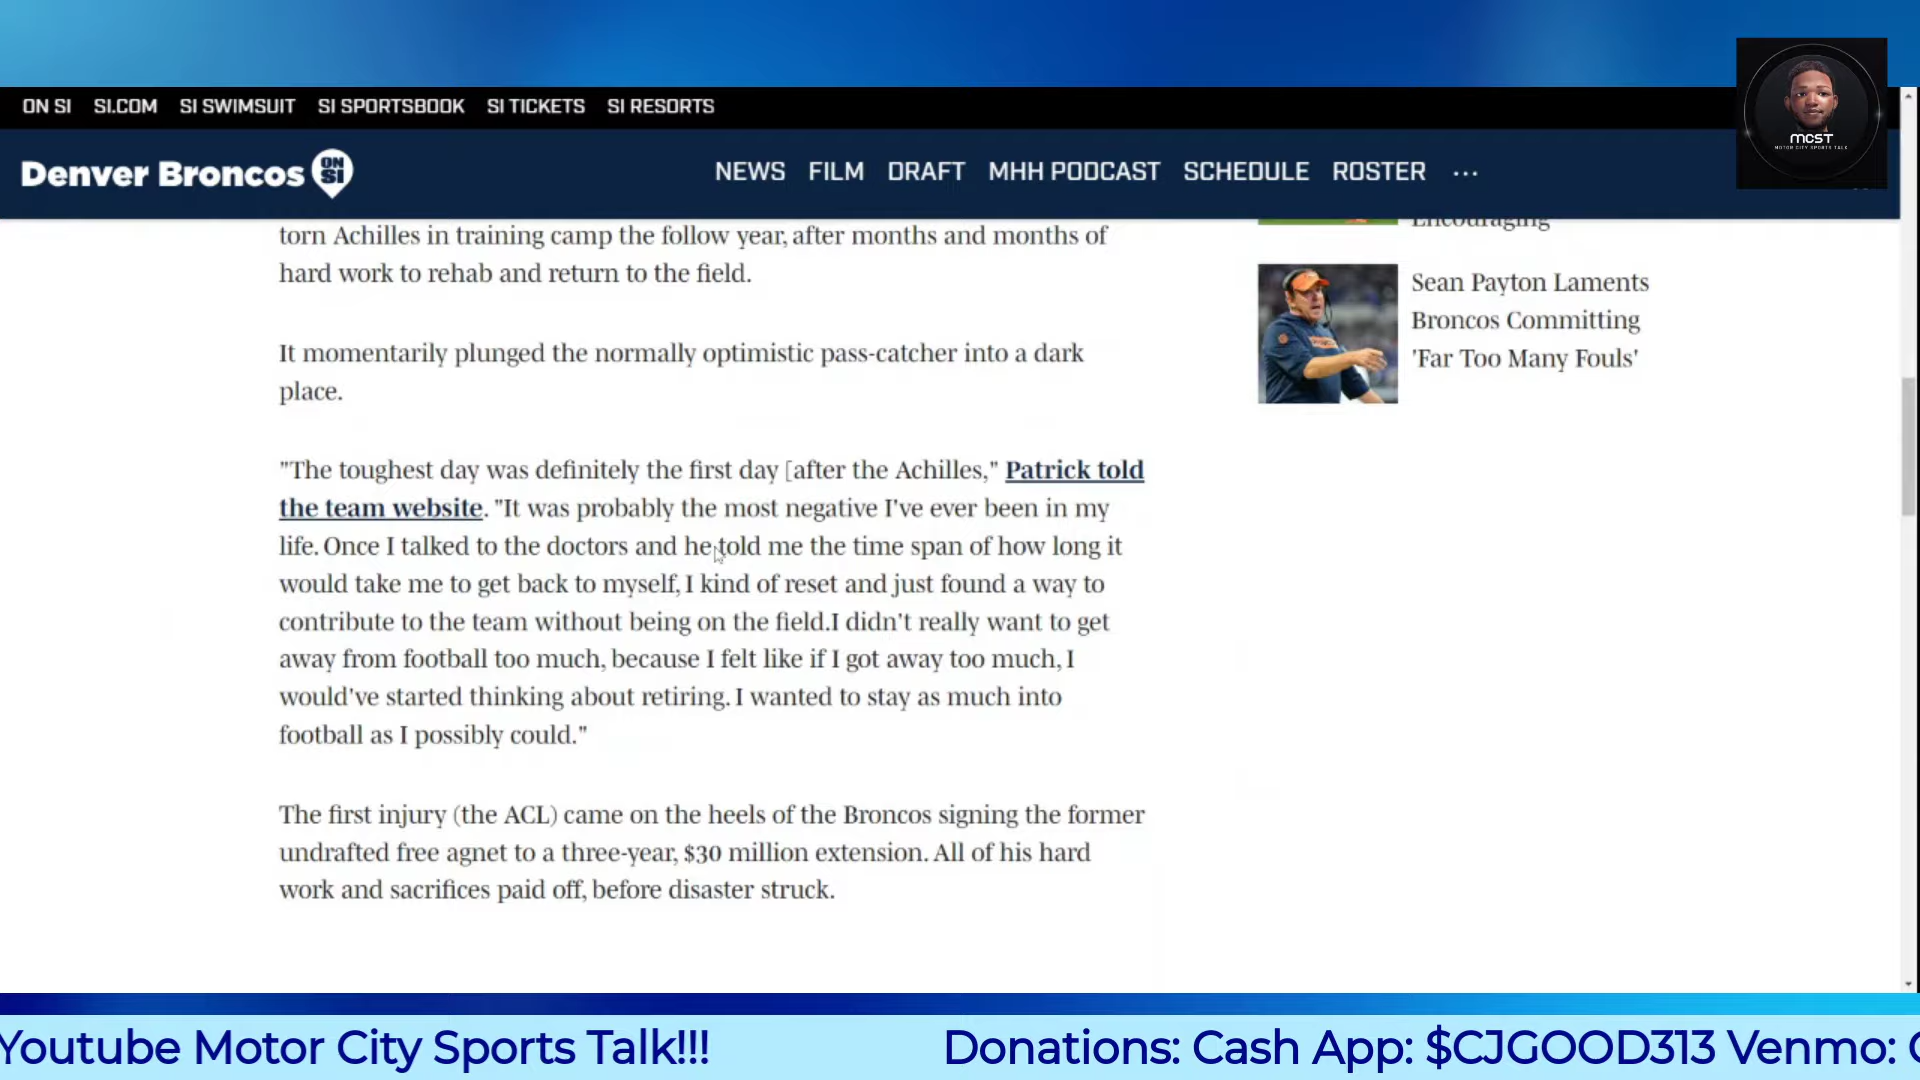 ON SI SI.COM SI SWIMSUIT SI SPORTSBOOK SI TICKETS SI RESORTS
MCST
MOTOR CITY SPORTS TALK
Denver Broncos ON SI
NEWS FILM DRAFT MHH PODCAST SCHEDULE ROSTER ...
torn Achilles in training camp the follow year, after months and months of
hard work to rehab and return to the field.
It momentarily plunged the normally optimistic pass-catcher into a dark
place.
"The toughest day was definitely the first day [after the Achilles," Patrick told
the team website. "It was probably the most negative I've ever been in my
life. Once I talked to the doctors and he told me the time span of how long it
would take me to get back to myself, I kind of reset and just found a way to
contribute to the team without being on the field.I didn't really want to get
away from football too much, because I felt like if I got away too much, I
would've started thinking about retiring. I wanted to stay as much into
football as I possibly could."
The first injury (the ACL) came on the heels of the Broncos signing the former
undrafted free agnet to a three-year, $30 million extension. All of his hard
work and sacrifices paid off, before disaster struck.
Encouraging
Sean Payton Laments
Broncos Committing
'Far Too Many Fouls'
Youtube Motor City Sports Talk!!! Donations: Cash App: $CJGOOD313 Venmo: